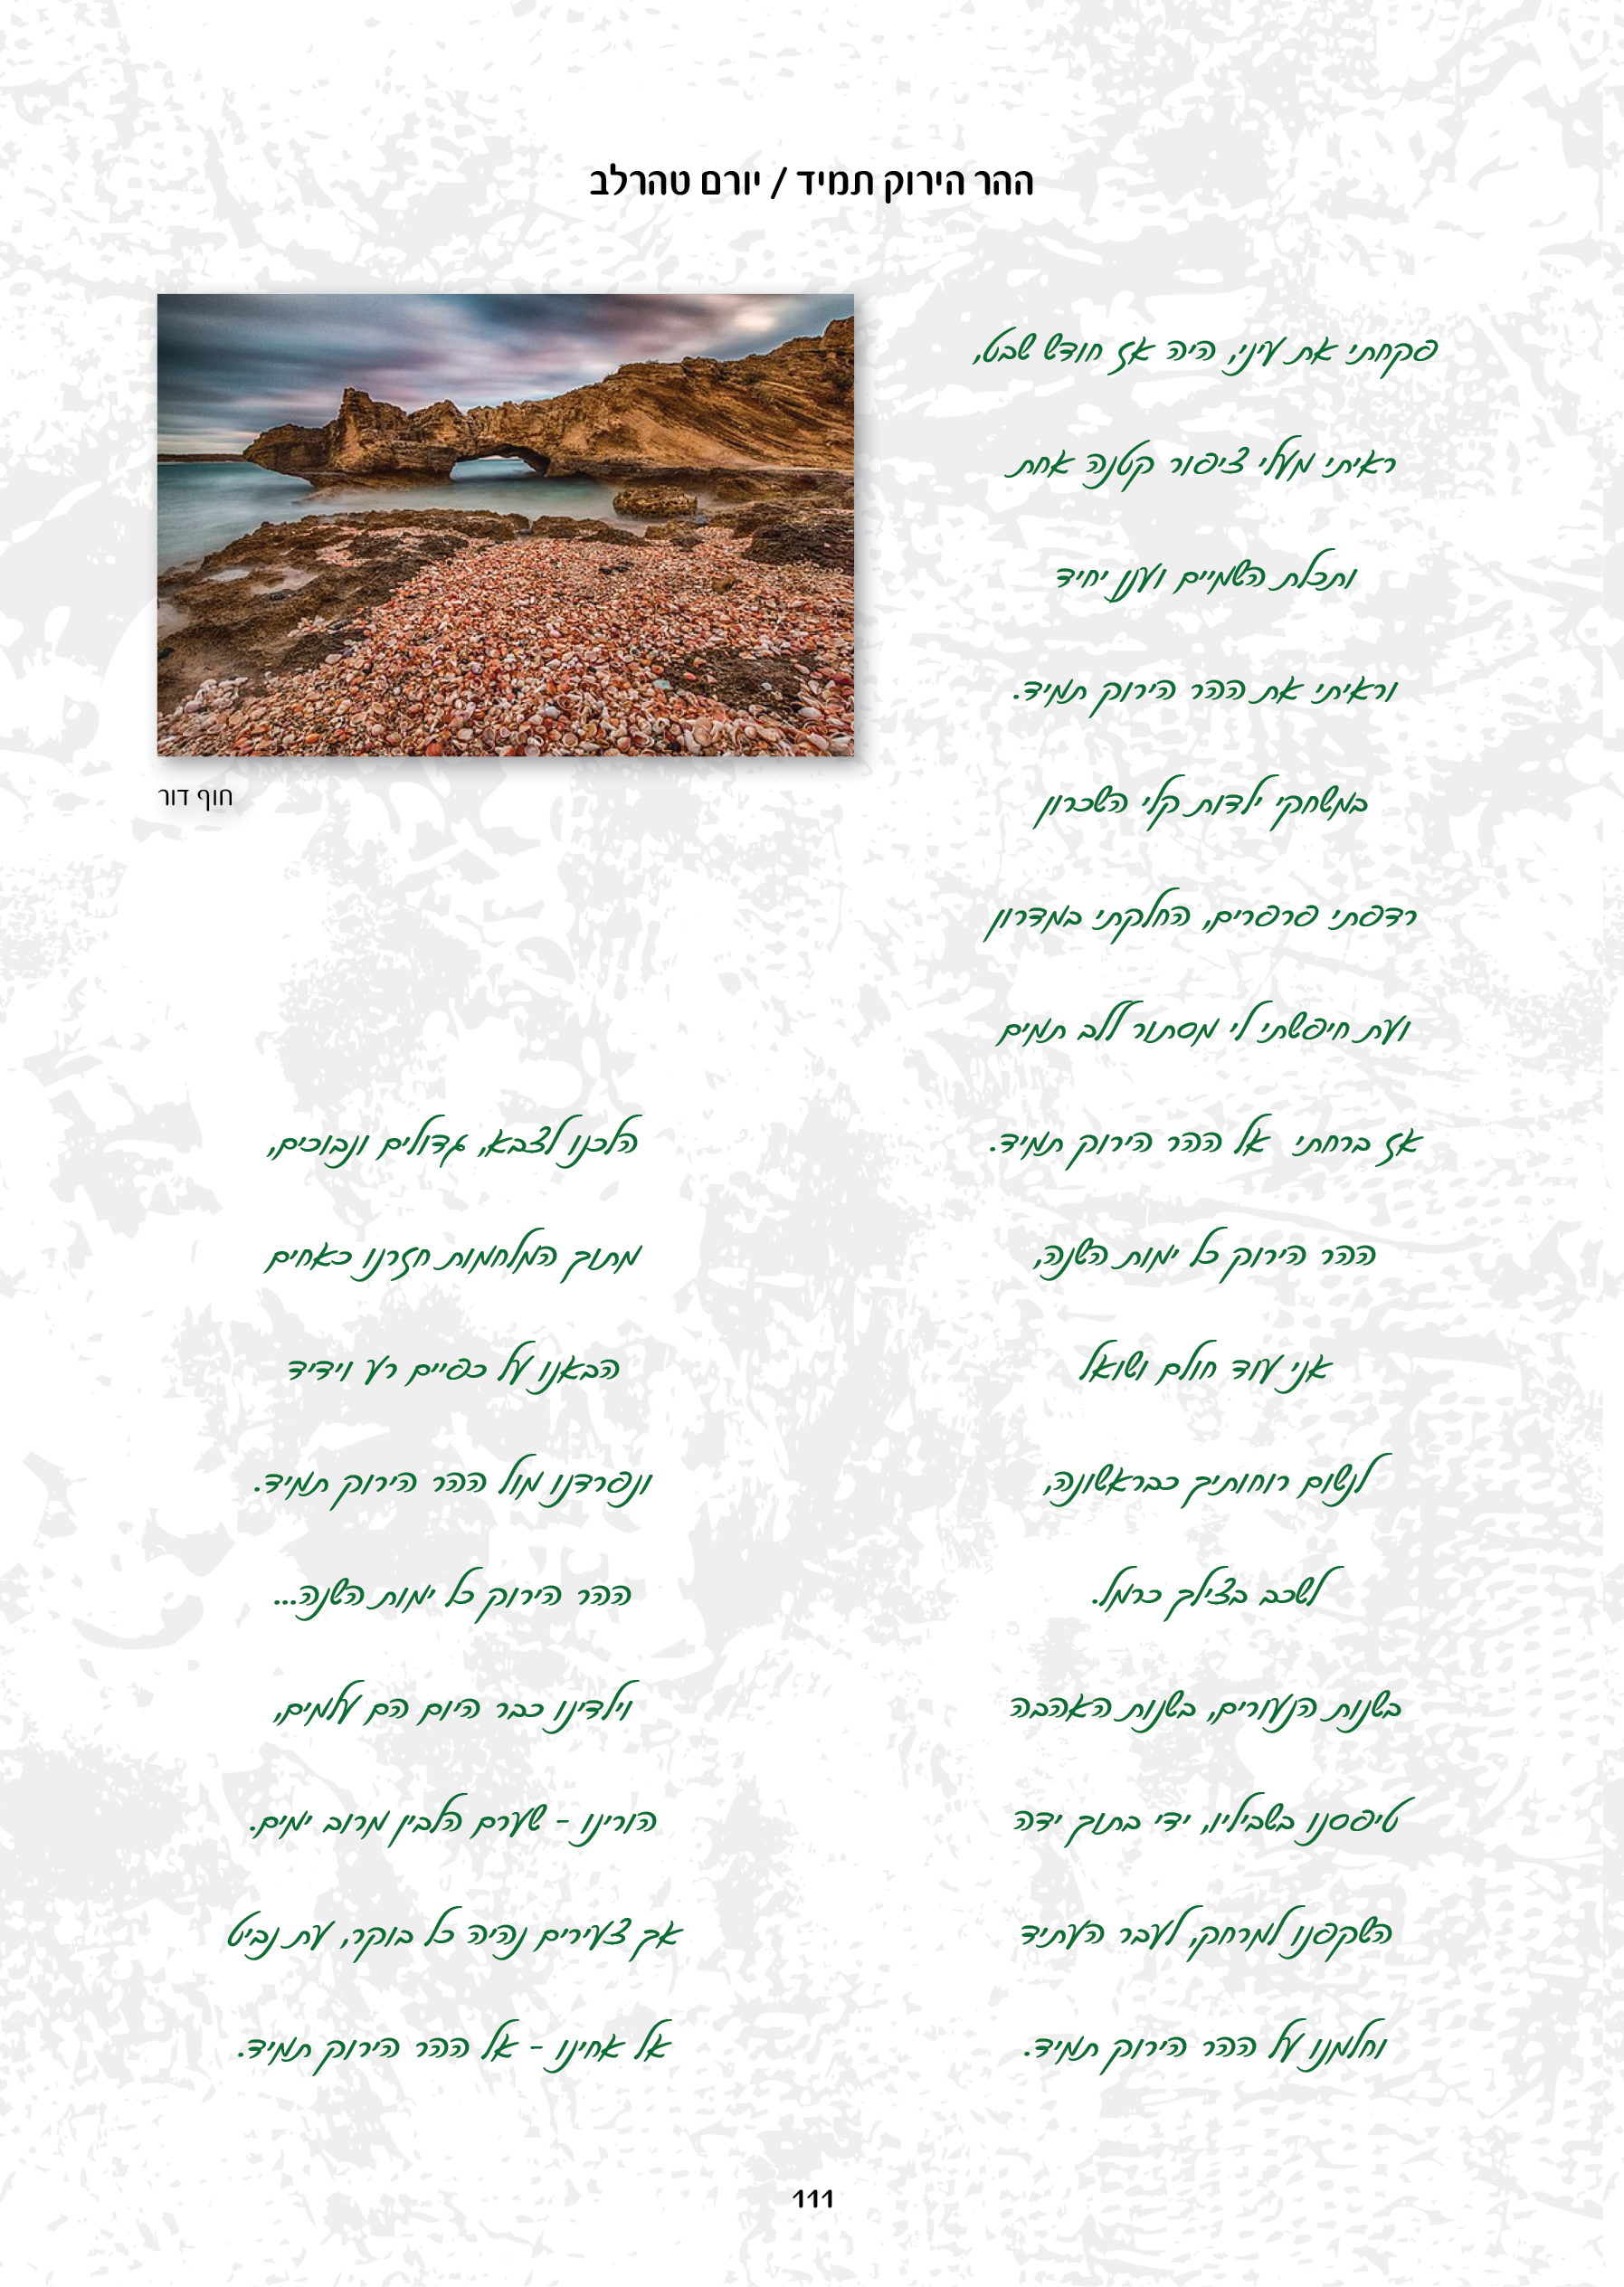 ההר הירוק תמיד / יורם טהרלב
פקחתי את עיני, היה אז חודש שבט,
ראיתי מעלי ציפור קטנה אחת
ותכלת השמיים וענן יחיד
וראיתי את ההר הירוק תמיד.
במשחקי ילדות קלי השכרון
רדפתי פרפרים, החלקתי במדרון
ועת חיפשתי לי מסתור ללב תמים
אז ברחתי אל ההר הירוק תמיד.
ההר הירוק כל ימות השנה,
אני עוד חולם ושואל
לנשום רוחותיך כבראשונה,
לשכב בצילך כרמל.
בשנות הנעורים, בשנות האהבה
טיפסנו בשביליו, ידי בתוך ידה
השקפנו למרחק, לעבר העתיד
וחלמנו על ההר הירוק תמיד.
חוף דור
הלכנו לצבא, גדולים ונבוכים,
מתוך המלחמות חזרנו כאחים
הבאנו על כפיים רע וידיד
ונפרדנו מול ההר הירוק תמיד.
ההר הירוק כל ימות השנה...
וילדינו כבר היום הם עלמים,
הורינו - שערם הלבין מרוב ימים.
אך צעירים נהיה כל בוקר, עת נביט
אל אחינו - אל ההר הירוק תמיד.
111